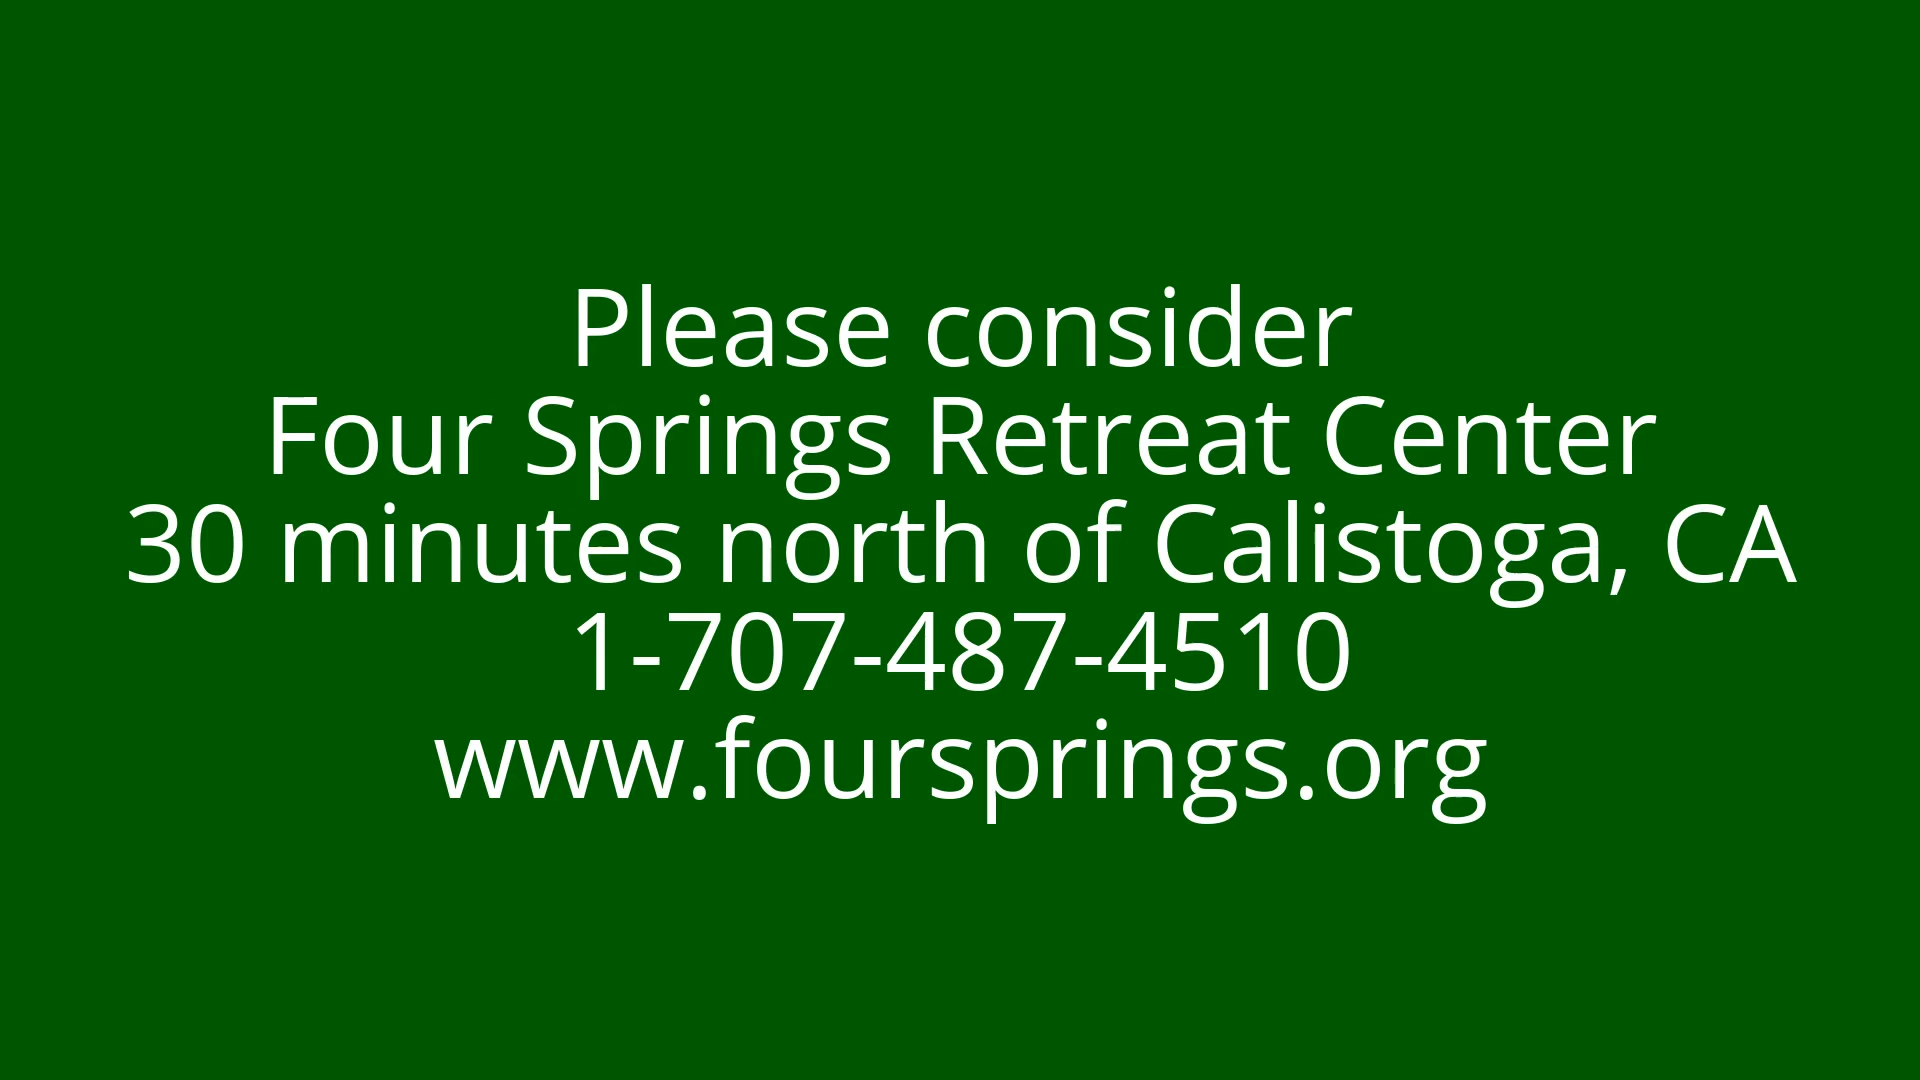 Please consider
Four Springs Retreat Center
30 minutes north of Calistoga, CA
1-707-487-4510
www.foursprings.org